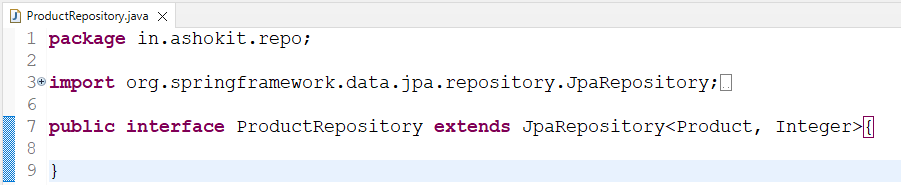 ProductRepository.java
1 package in.ashokit.repo;
2
3 import org.springframework.data.jpa.repository.JpaRepository;
6
7 public interface ProductRepository extends JpaRepository<Product, Integer>{
8
9 }